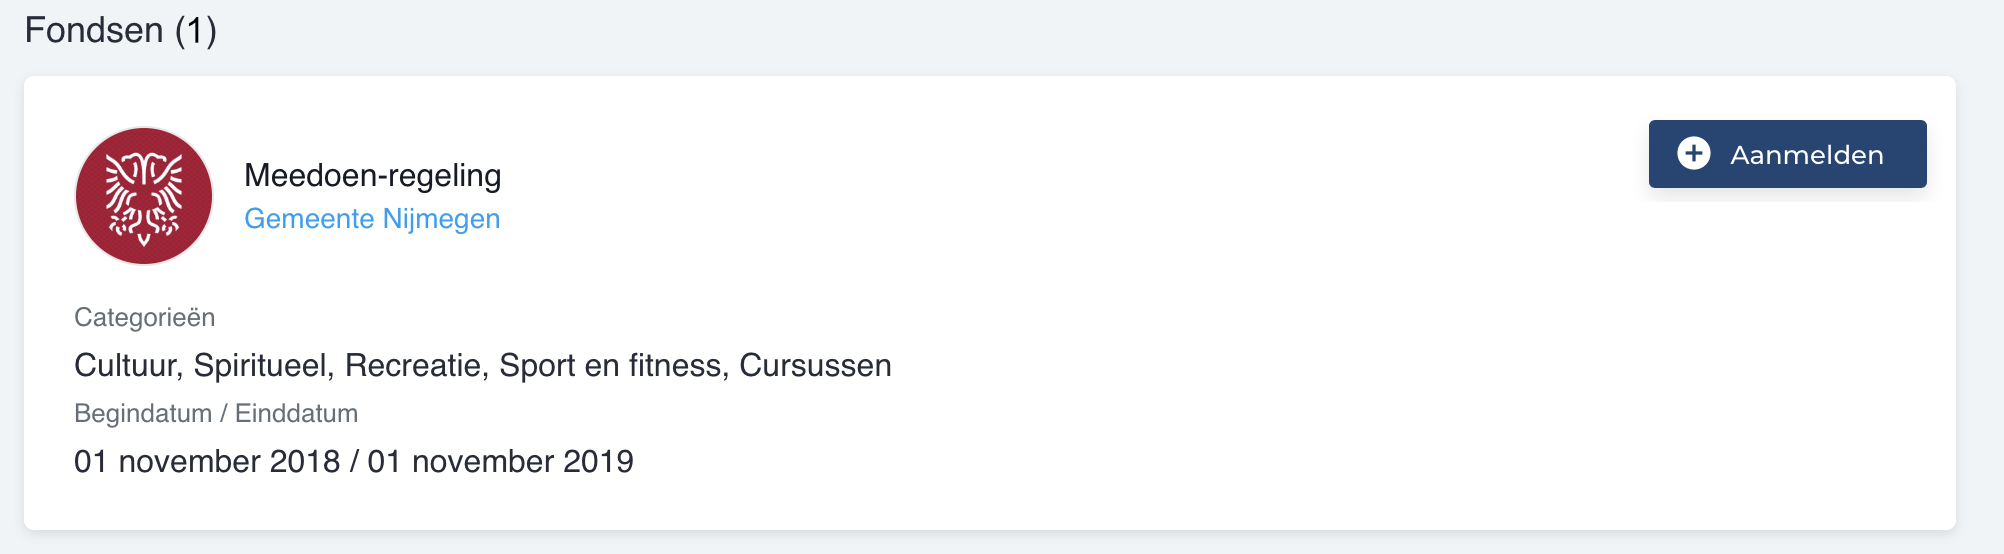 Fondsen (1)
Meedoen-regeling
Gemeente Nijmegen
Aanmelden
Categorieën
Cultuur, Spiritueel, Recreatie, Sport en fitness, Cursussen
Begindatum / Einddatum
01 november 2018 / 01 november 2019